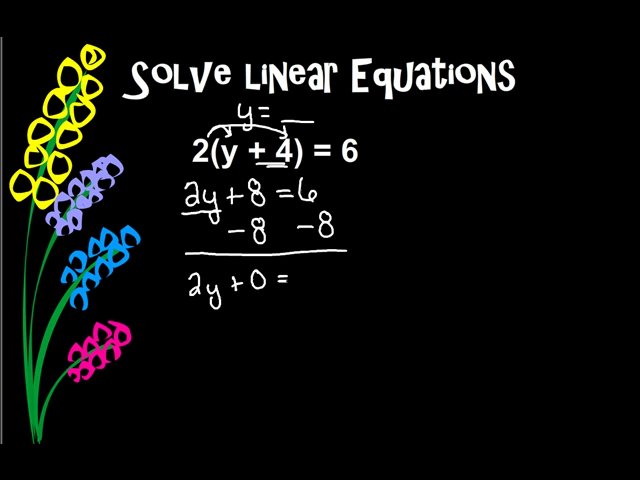 Solve Linear Equations
y = __
2(y + 4) = 6
2y + 8 = 6
- 8 - 8
2y + 0 =